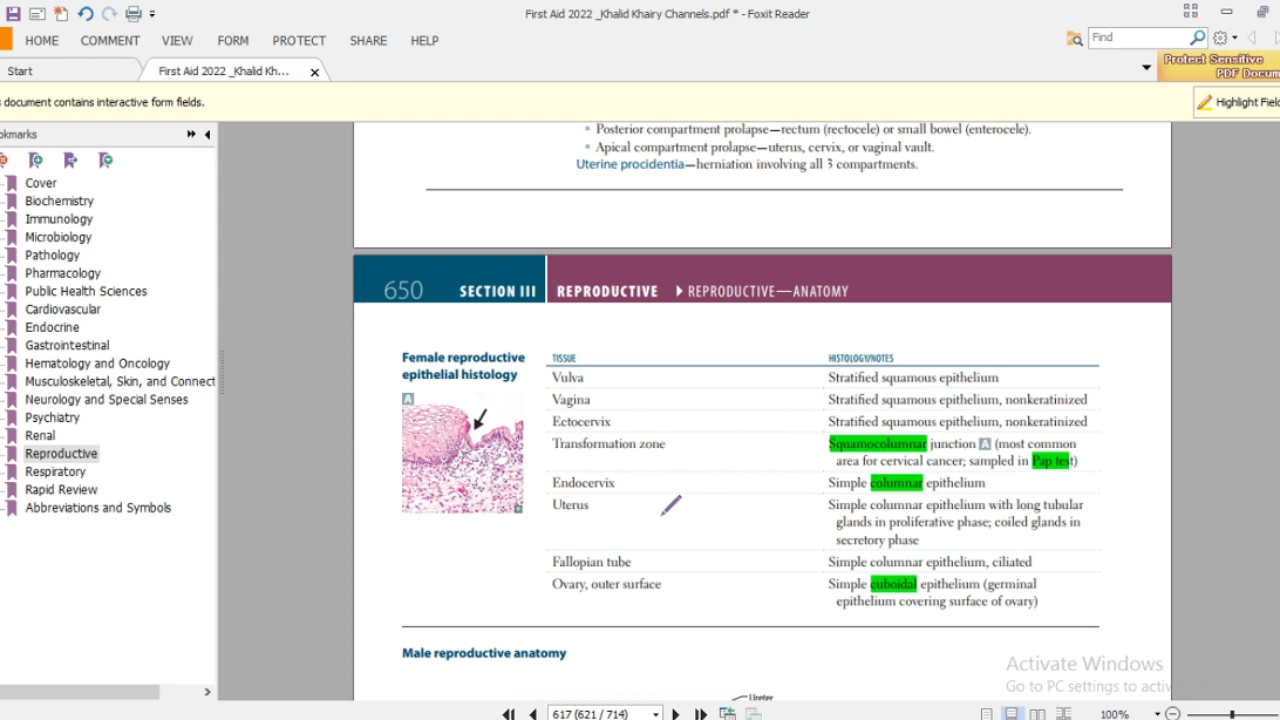 First Aid 2022 _Khalid Khairy Channels.pdf * - Foxit Reader
HOME COMMENT VIEW FORM PROTECT SHARE HELP
Find
Start
First Aid 2022 _Khalid Kh...
Protect Sensitive
PDF Docum
document contains interactive form fields.
Highlight Fiel
okmarks
Cover
Biochemistry
Immunology
Microbiology
Pathology
Pharmacology
Public Health Sciences
Cardiovascular
Endocrine
Gastrointestinal
Hematology and Oncology
Musculoskeletal, Skin, and Connect
Neurology and Special Senses
Psychiatry
Renal
Reproductive
Respiratory
Rapid Review
Abbreviations and Symbols
Posterior compartment prolapse—rectum (rectocele) or small bowel (enterocele).
Apical compartment prolapse—uterus, cervix, or vaginal vault.
Uterine procidentia—herniation involving all 3 compartments.
650 SECTION III REPRODUCTIVE ▶ REPRODUCTIVE—ANATOMY
Female reproductive
epithelial histology
A
TISSUE HISTOLOGY/NOTES
Vulva Stratified squamous epithelium
Vagina Stratified squamous epithelium, nonkeratinized
Ectocervix Stratified squamous epithelium, nonkeratinized
Transformation zone Squamocolumnar junction A (most common
area for cervical cancer; sampled in Pap test)
Endocervix Simple columnar epithelium
Uterus Simple columnar epithelium with long tubular
glands in proliferative phase; coiled glands in
secretory phase
Fallopian tube Simple columnar epithelium, ciliated
Ovary, outer surface Simple cuboidal epithelium (germinal
epithelium covering surface of ovary)
Male reproductive anatomy
Ureter
Activate Windows
Go to PC settings to activ
617 (621 / 714)
100%